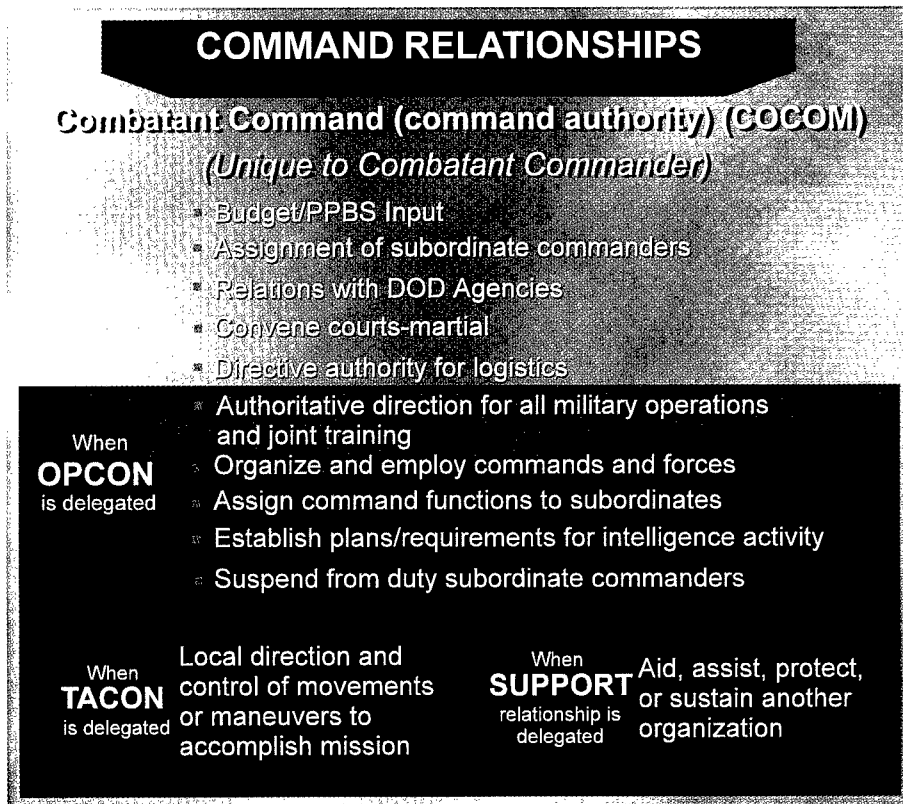 COMMAND RELATIONSHIPS
Combatant Command (command authority) (COCOM)
(Unique to Combatant Commander)
Budget/PPBS Input
Assignment of subordinate commanders
Relations with DOD Agencies
Convene courts-martial
Directive authority for logistics
When
OPCON
is delegated
Authoritative direction for all military operations
and joint training
Organize and employ commands and forces
Assign command functions to subordinates
Establish plans/requirements for intelligence activity
Suspend from duty subordinate commanders
When
TACON
is delegated
Local direction and
control of movements
or maneuvers to
accomplish mission
When
SUPPORT
relationship is
delegated
Aid, assist, protect,
or sustain another
organization